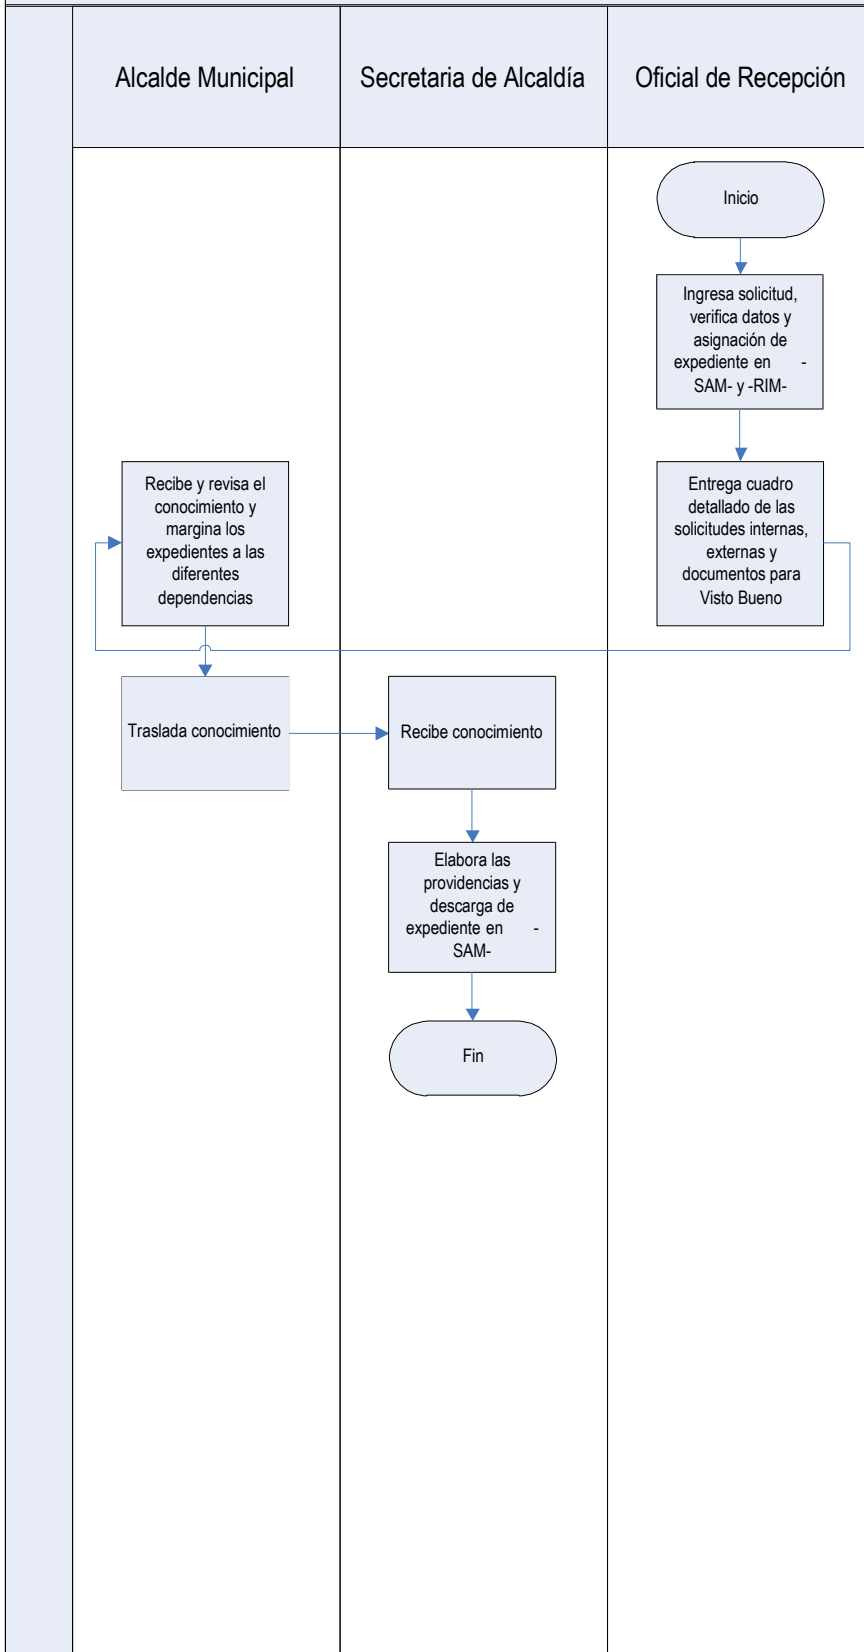 Alcalde Municipal
Secretaria de Alcaldía
Oficial de Recepción
Inicio
Ingresa solicitud,
verifica datos y
asignación de
expediente en -
SAM- y -RIM-
Entrega cuadro
detallado de las
solicitudes internas,
externas y
documentos para
Visto Bueno
Recibe y revisa el
conocimiento y
margina los
expedientes a las
diferentes
dependencias
Traslada conocimiento
Recibe conocimiento
Elabora las
providencias y
descarga de
expediente en -
SAM-
Fin